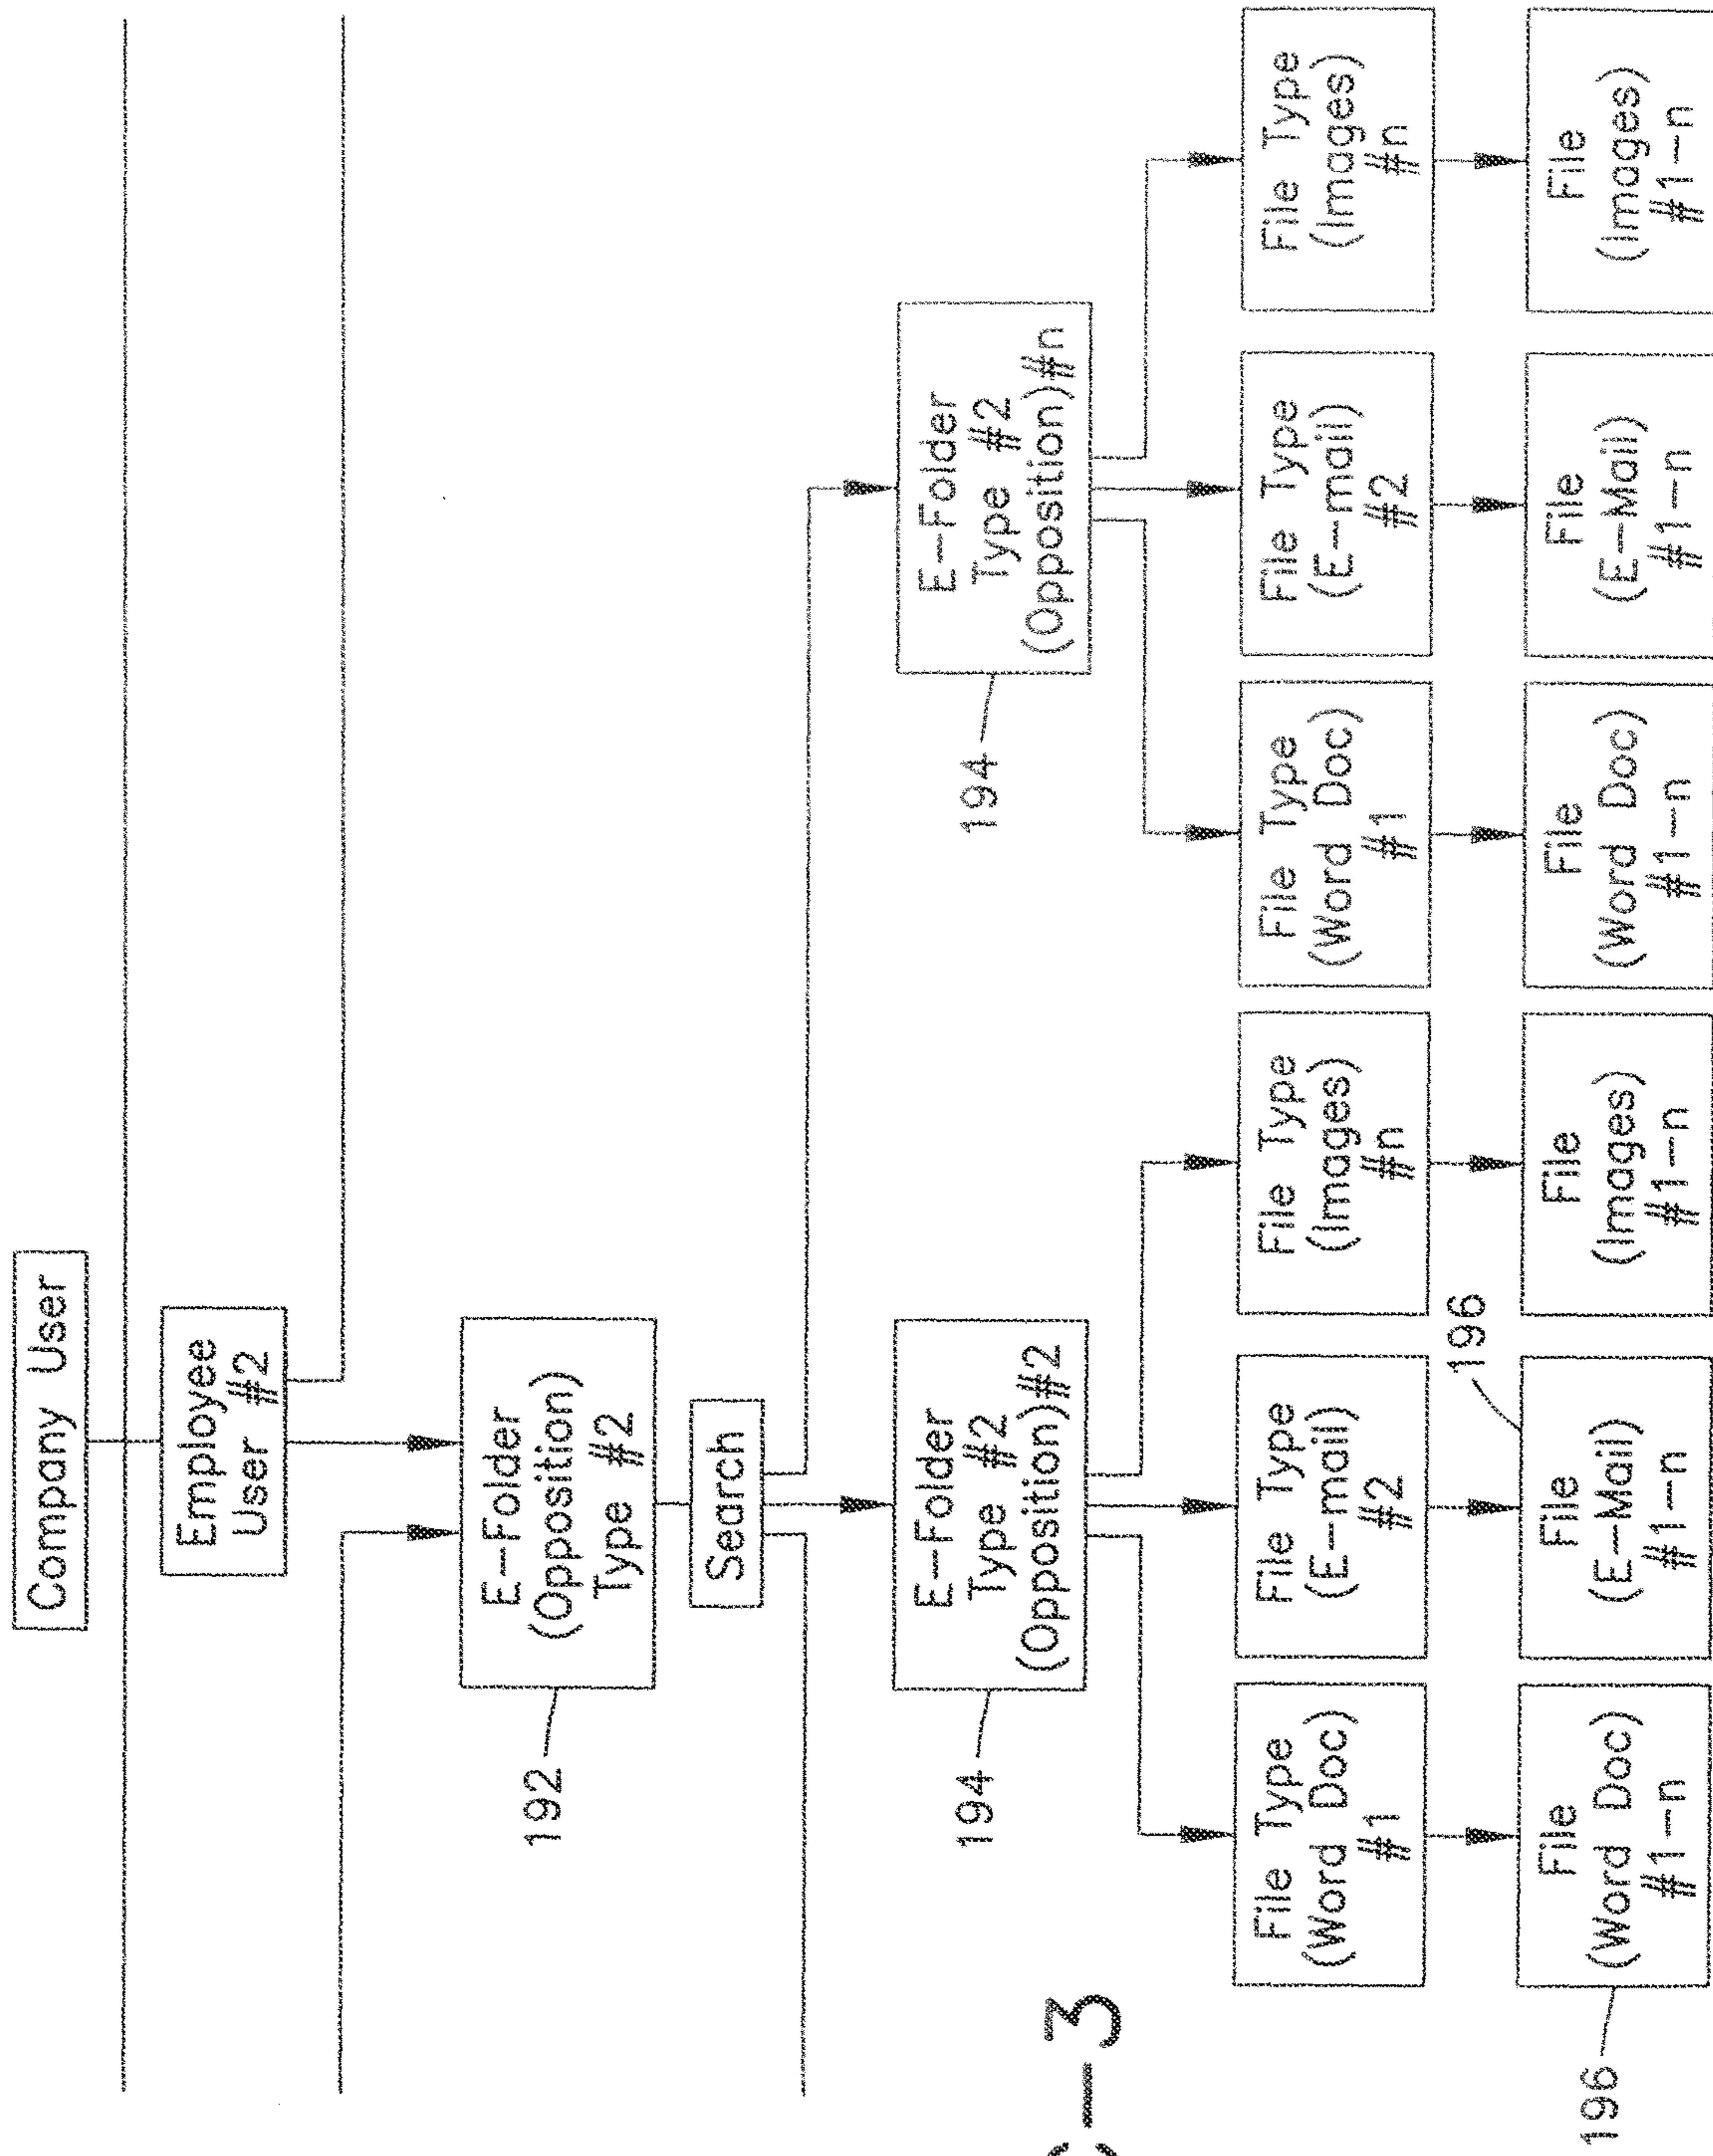 Company User
Employee
User #2
E-Folder
(Opposition)
Type #2
192
Search
E-Folder
Type #2
(Opposition)#2
194
E-Folder
Type #2
(Opposition)#n
194
File Type
(Word Doc)
#1
File Type
(E-mail)
#2
File Type
(Images)
#n
File Type
(Word Doc)
#1
File Type
(E-mail)
#2
File Type
(Images)
#n
196
196
File
(Word Doc)
#1-n
File
(E-Mail)
#1-n
File
(Images)
#1-n
File
(Word Doc)
#1-n
File
(E-Mail)
#1-n
File
(Images)
#1-n
-3